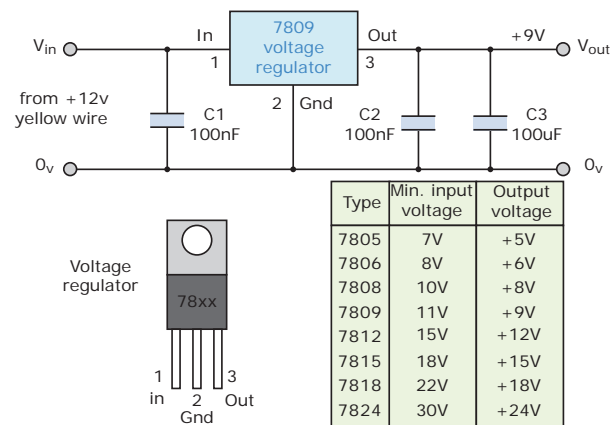 7809
voltage
regulator
In
1
Out
3
2 Gnd
Vin
+9V
Vout
from +12v
yellow wire
C1
100nF
C2
100nF
C3
100uF
0v
0v
Voltage
regulator
78xx
1
in
2
Gnd
3
Out
Type Min. input voltage Output voltage
7805 7V +5V
7806 8V +6V
7808 10V +8V
7809 11V +9V
7812 15V +12V
7815 18V +15V
7818 22V +18V
7824 30V +24V